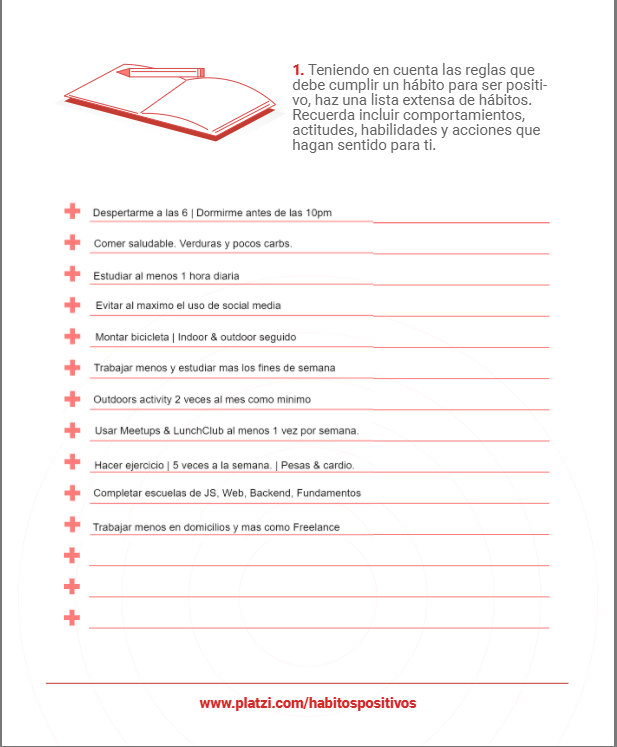 1. Teniendo en cuenta las reglas que
debe cumplir un hábito para ser positi-
vo, haz una lista extensa de hábitos.
Recuerda incluir comportamientos,
actitudes, habilidades y acciones que
hagan sentido para ti.
Despertarme a las 6 | Dormirme antes de las 10pm
Comer saludable. Verduras y pocos carbs.
Estudiar al menos 1 hora diaria
Evitar al maximo el uso de social media
Montar bicicleta | Indoor & outdoor seguido
Trabajar menos y estudiar mas los fines de semana
Outdoors activity 2 veces al mes como minimo
Usar Meetups & LunchClub al menos 1 vez por semana.
Hacer ejercicio | 5 veces a la semana. | Pesas & cardio.
Completar escuelas de JS, Web, Backend, Fundamentos
Trabajar menos en domicilios y mas como Freelance
www.platzi.com/habitospositivos